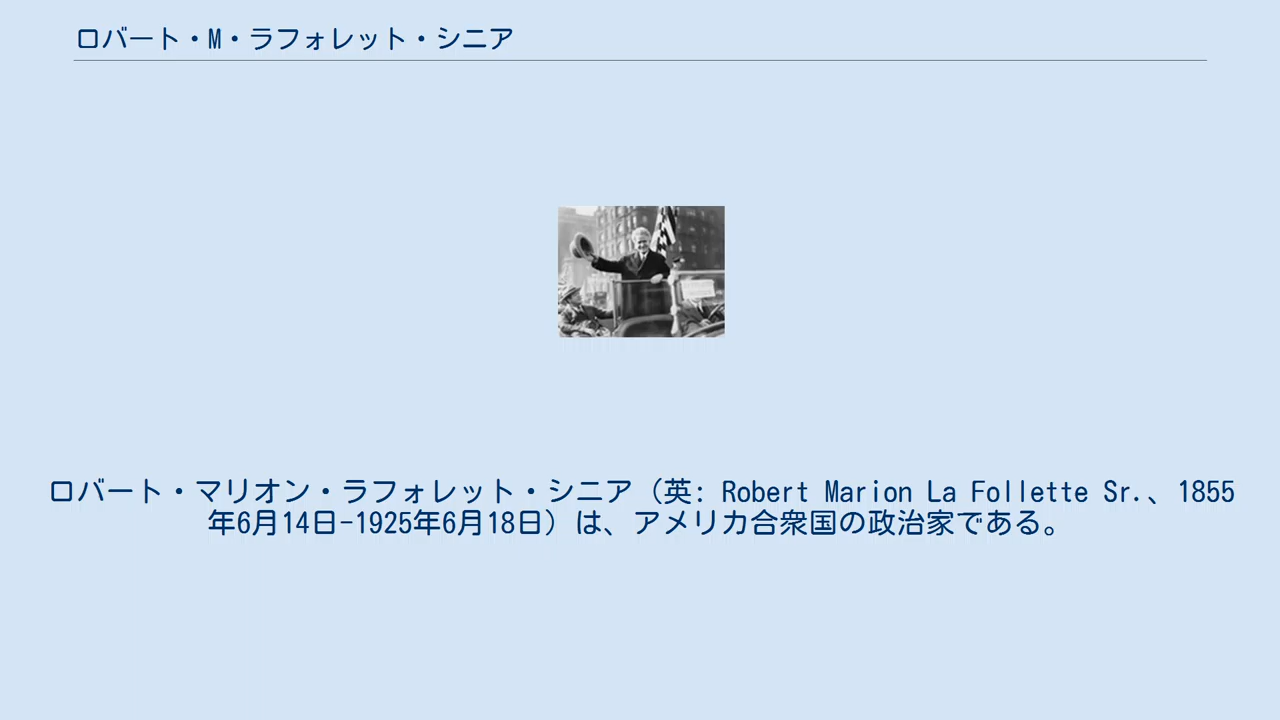 ロバート・M・ラフォレット・シニア
ロバート・マリオン・ラフォレット・シニア（英: Robert Marion La Follette Sr.、1855
年6月14日-1925年6月18日）は、アメリカ合衆国の政治家である。